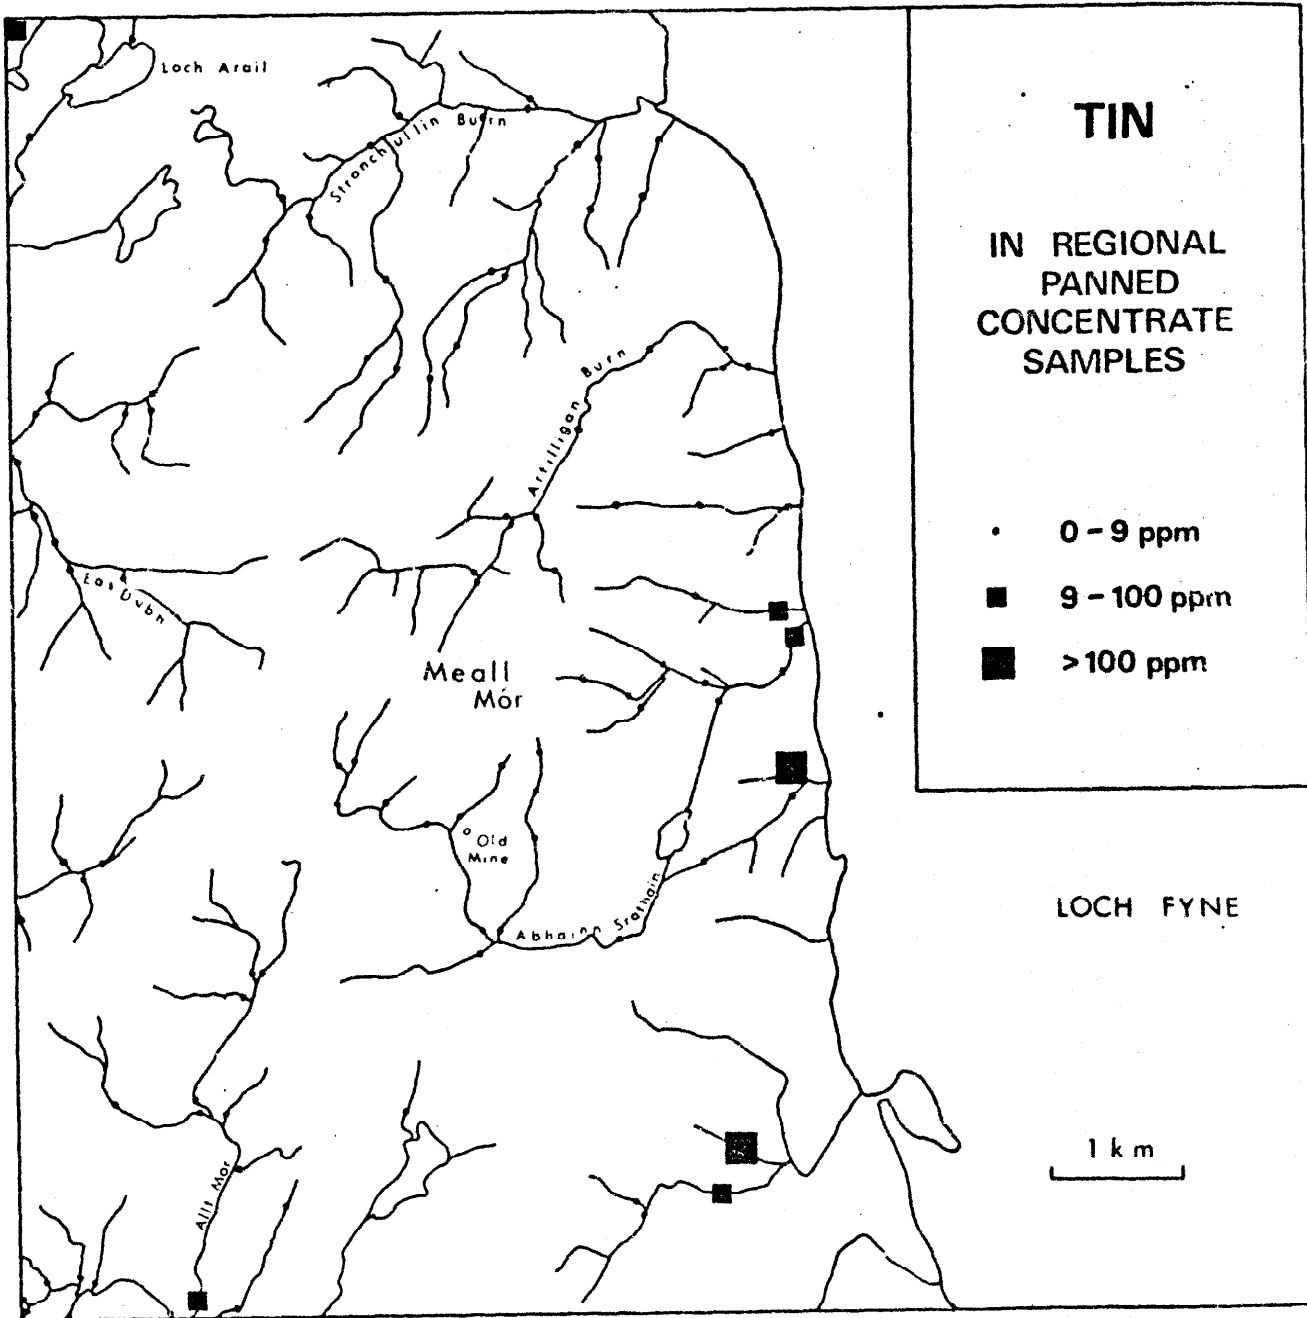 TIN
IN REGIONAL
PANNED
CONCENTRATE
SAMPLES
0-9 ppm
9-100 ppm
>100 ppm
Loch Arail
Stronchullin Burn
Artilligan Burn
Eas Dubh
Meall
Mór
Old
Mine
Abhainn Srathain
LOCH FYNE
1 km
Allt Mor